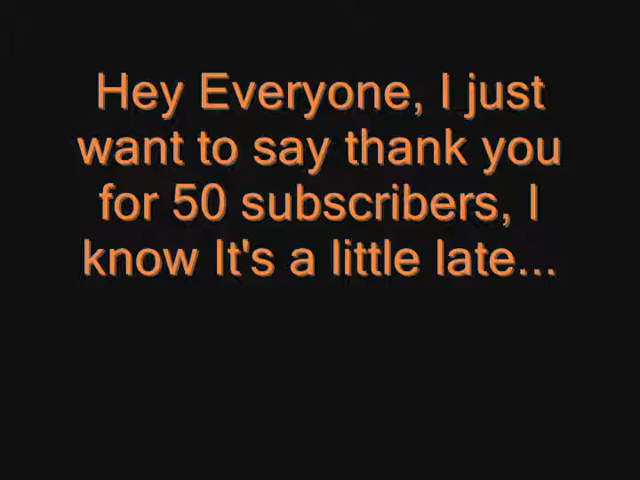 Hey Everyone, I just
want to say thank you
for 50 subscribers, I
know It's a little late...